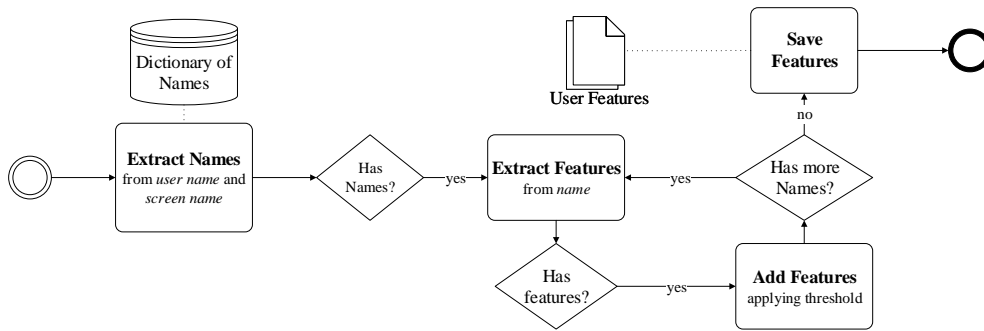 Dictionary of
Names
User Features
Save
Features
no
Extract Names
from user name and
screen name
Has
Names?
yes
Extract Features
from name
yes
Has more
Names?
Has
features?
yes
Add Features
applying threshold